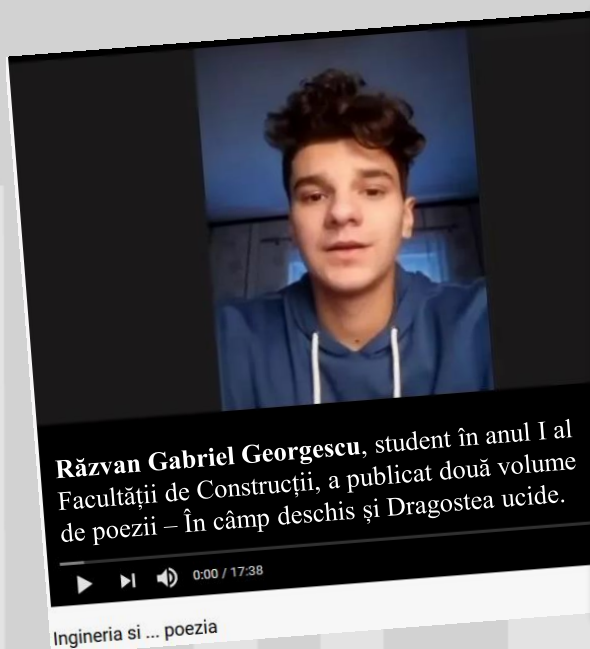 Răzvan Gabriel Georgescu, student în anul I al
Facultății de Construcții, a publicat două volume
de poezii – În câmp deschis și Dragostea ucide.
0:00 / 17:38
Ingineria si ... poezia